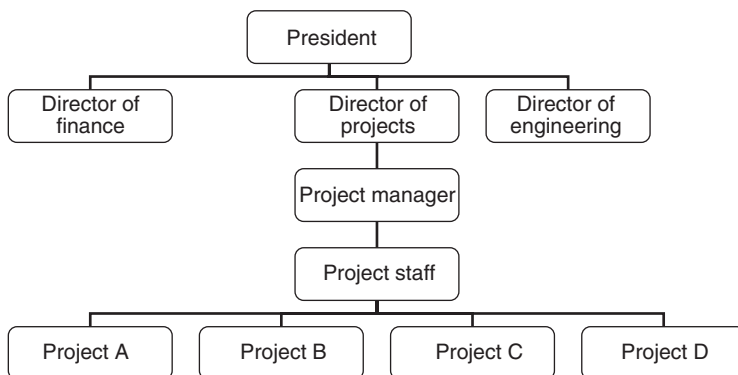 President
Director of
finance
Director of
projects
Director of
engineering
Project manager
Project staff
Project A
Project B
Project C
Project D